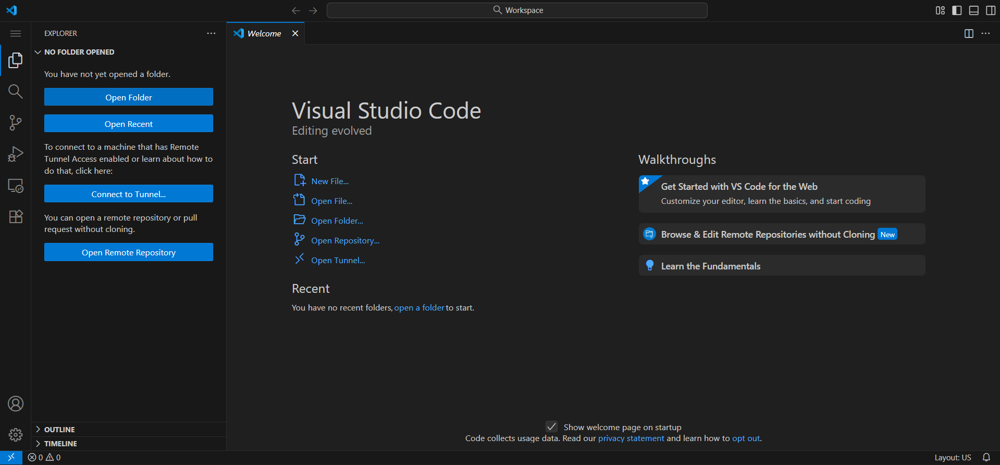 Workspace
EXPLORER
NO FOLDER OPENED
You have not yet opened a folder.
Open Folder
Open Recent
To connect to a machine that has Remote
Tunnel Access enabled or learn about how to
do that, click here:
Connect to Tunnel...
You can open a remote repository or pull
request without cloning.
Open Remote Repository
OUTLINE
TIMELINE
Welcome
Visual Studio Code
Editing evolved
Start
New File...
Open File...
Open Folder...
Open Repository...
Open Tunnel...
Recent
You have no recent folders, open a folder to start.
Walkthroughs
Get Started with VS Code for the Web
Customize your editor, learn the basics, and start coding
Browse & Edit Remote Repositories without Cloning New
Learn the Fundamentals
Show welcome page on startup
Code collects usage data. Read our privacy statement and learn how to opt out.
0 0
Layout: US